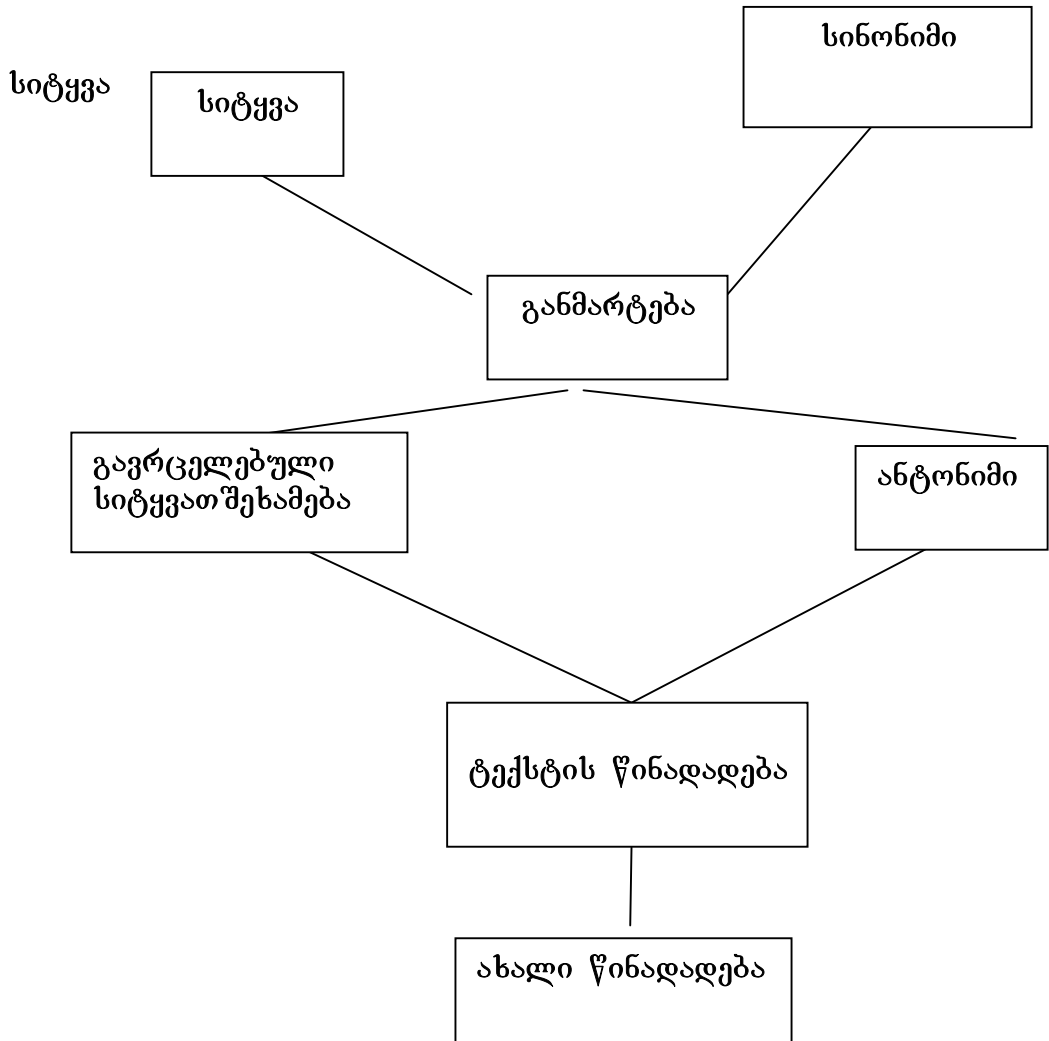 სინონიმი
სიტყვა
სიტყვა
განმარტება
გავრცელებული
სიტყვათშეხამება
ანტონიმი
ტექსტის წინადადება
ახალი წინადადება